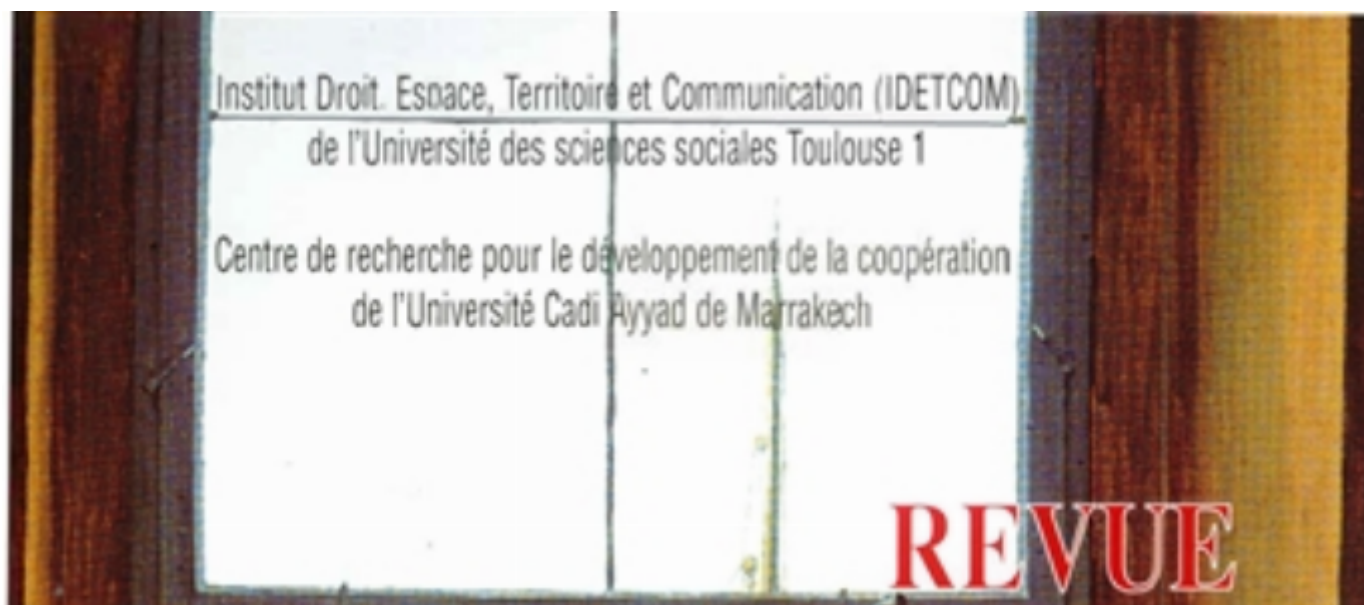 Institut Droit. Espace, Territoire et Communication (IDETCOM)
de l'Université des sciences sociales Toulouse 1
Centre de recherche pour le développement de la coopération
de l'Université Cadi Ayyad de Marrakech
REVUE